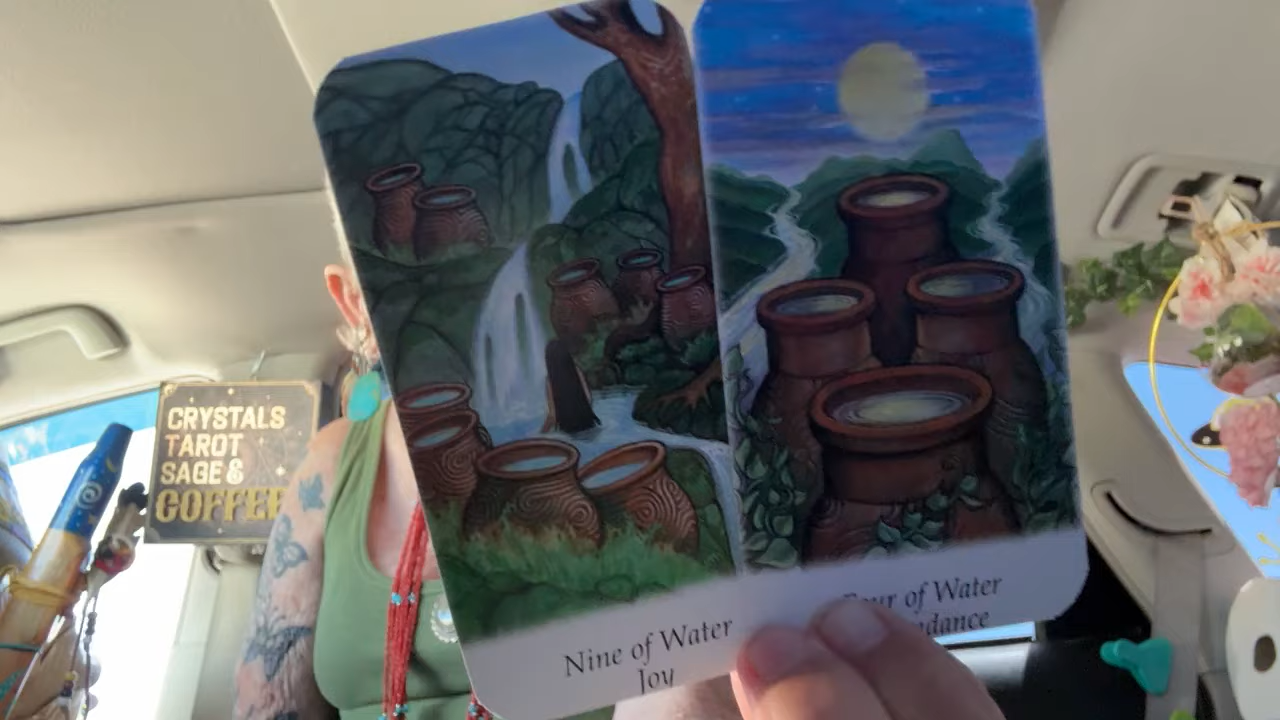 CRYSTALS
TAROT
SAGE &
COFFEE
Nine of Water
Joy
of Water